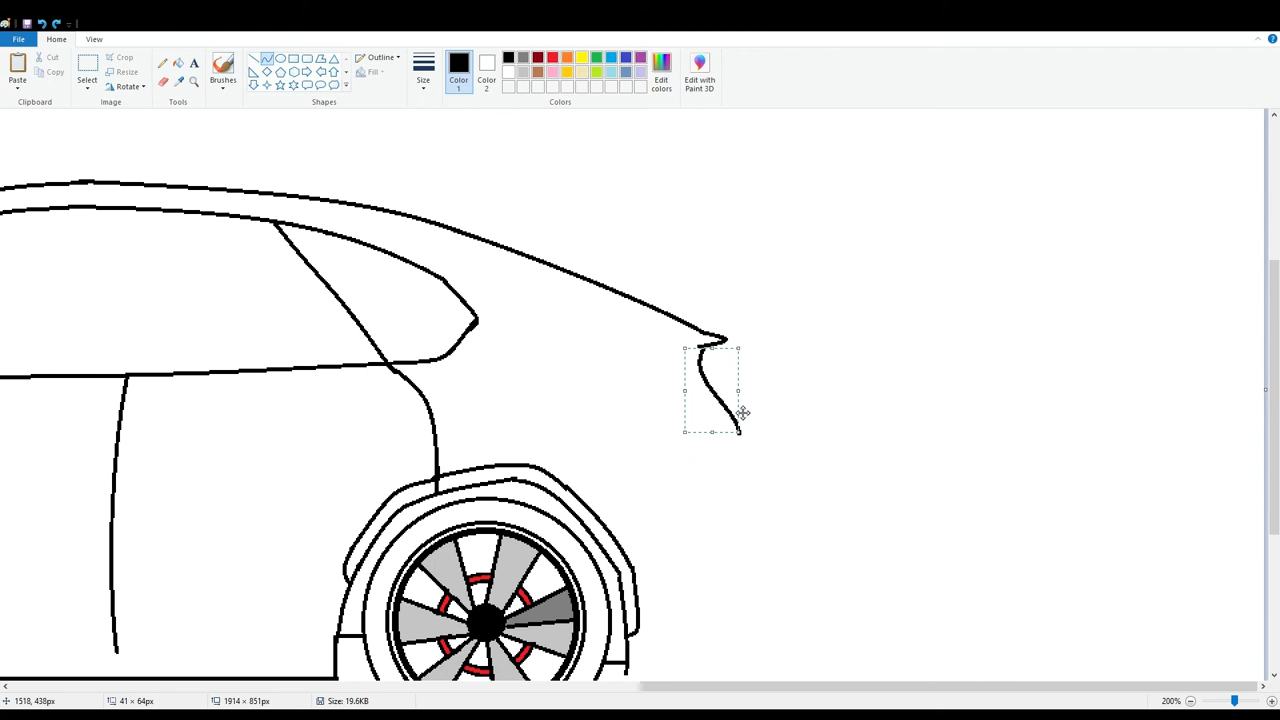 File Home View
Paste
Cut
Copy
Clipboard
Select
Crop
Resize
Rotate
Image
Tools
Brushes
Outline
Fill
Shapes
Size
Color 1
Color 2
Edit colors
Colors
Edit with Paint 3D
1518, 438px
41 × 64px
1914 × 851px
Size: 19.6KB
200%